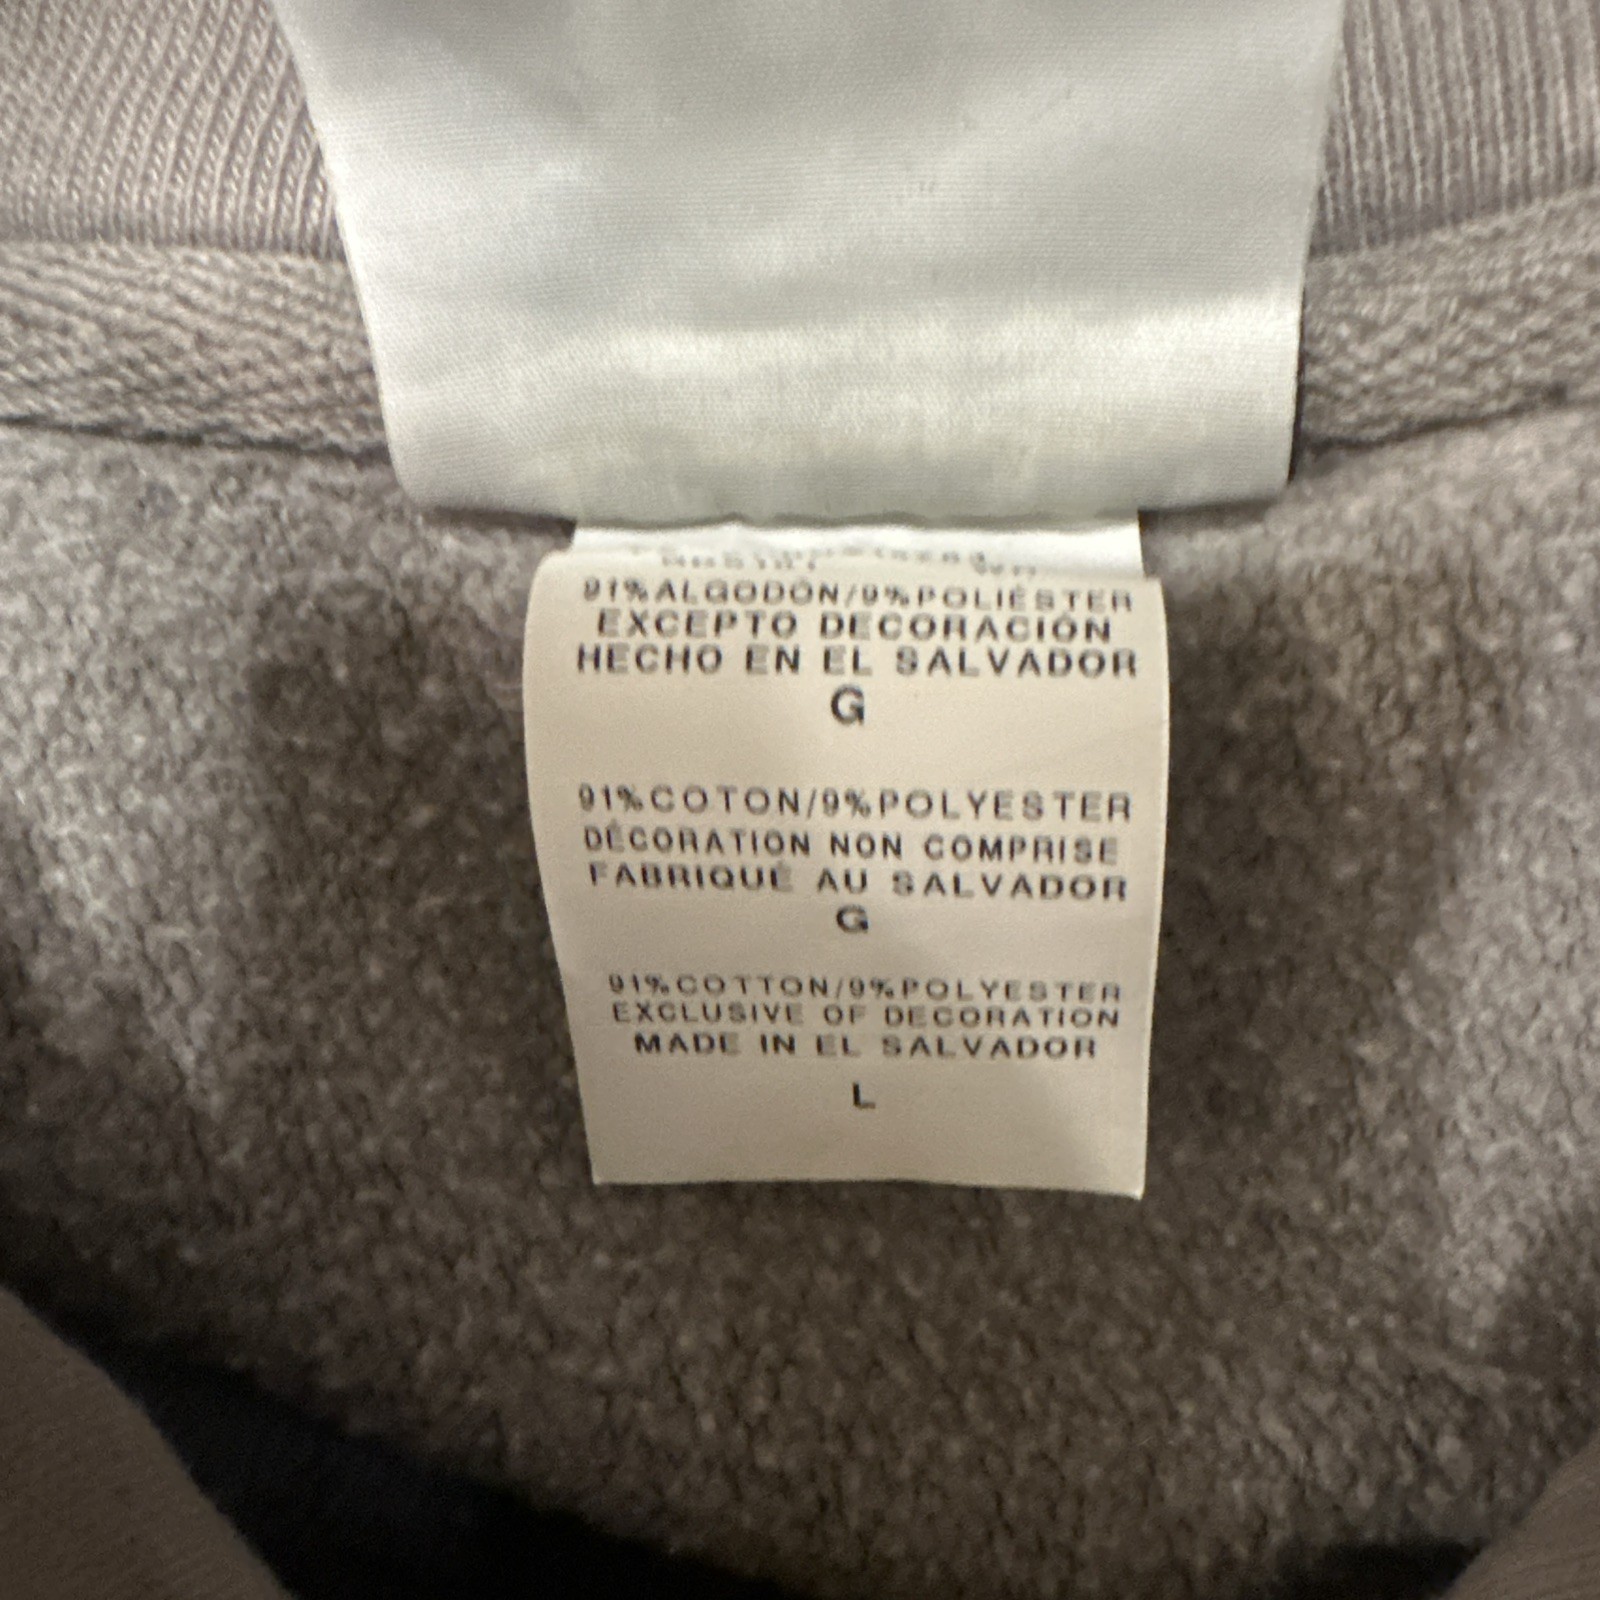 91%ALGODÓN/9%POLIÉSTER
EXCEPTO DECORACIÓN
HECHO EN EL SALVADOR
G
91%COTON/9%POLYESTER
DÉCORATION NON COMPRISE
FABRIQUÉ AU SALVADOR
G
91%COTTON/9%POLYESTER
EXCLUSIVE OF DECORATION
MADE IN EL SALVADOR
L